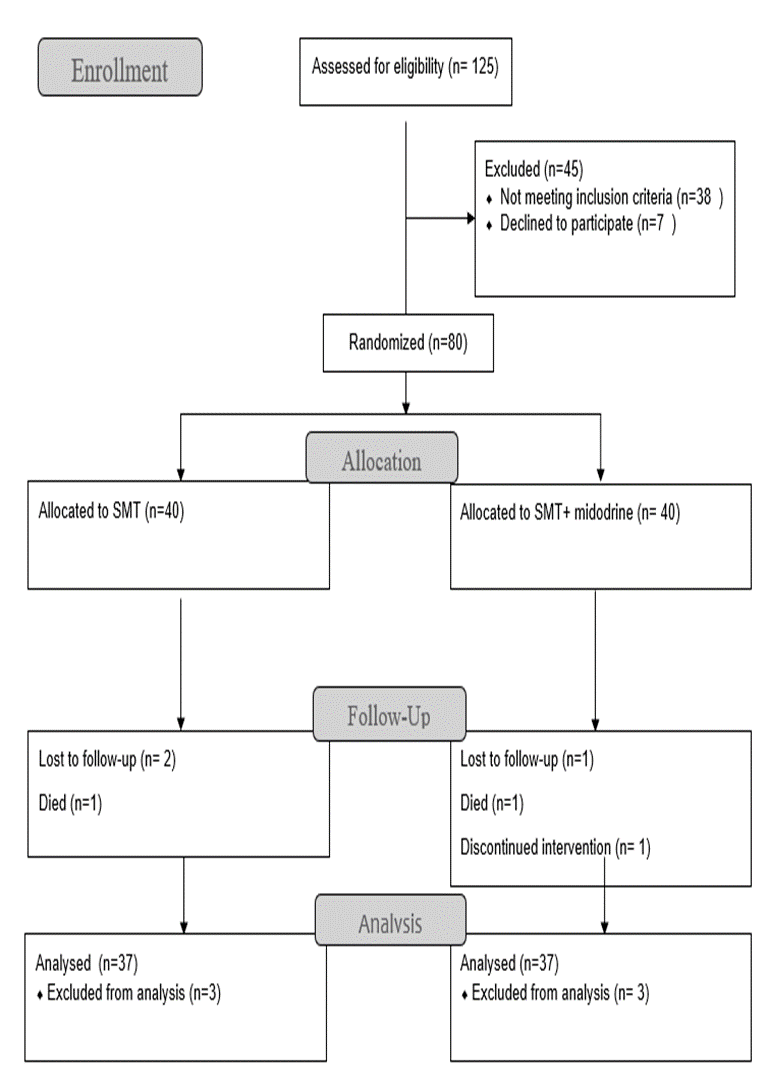 Enrollment
Assessed for eligibility (n= 125)
Excluded (n=45)
♦ Not meeting inclusion criteria (n=38  )
♦ Declined to participate (n=7  )
Randomized (n=80)
Allocation
Allocated to SMT (n=40)
Allocated to SMT+ midodrine (n= 40)
Follow-Up
Lost to follow-up (n= 2)
Died (n=1)
Lost to follow-up (n=1)
Died (n=1)
Discontinued intervention (n= 1)
Analysis
Analysed  (n=37)
♦ Excluded from analysis (n=3)
Analysed (n=37)
♦ Excluded from analysis (n= 3)